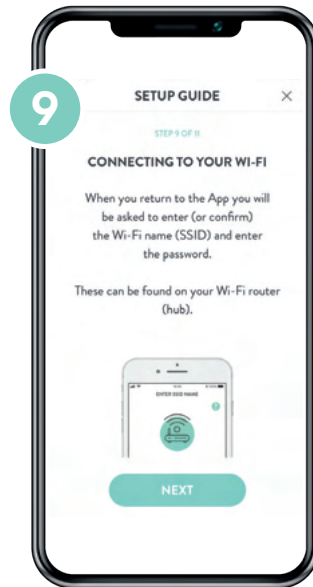 9
SETUP GUIDE
STEP 9 OF 11
CONNECTING TO YOUR WI-FI
When you return to the App you will
be asked to enter (or confirm)
the Wi-Fi name (SSID) and enter
the password.
These can be found on your Wi-Fi router
(hub).
ENTER SSID NAME
?
NEXT